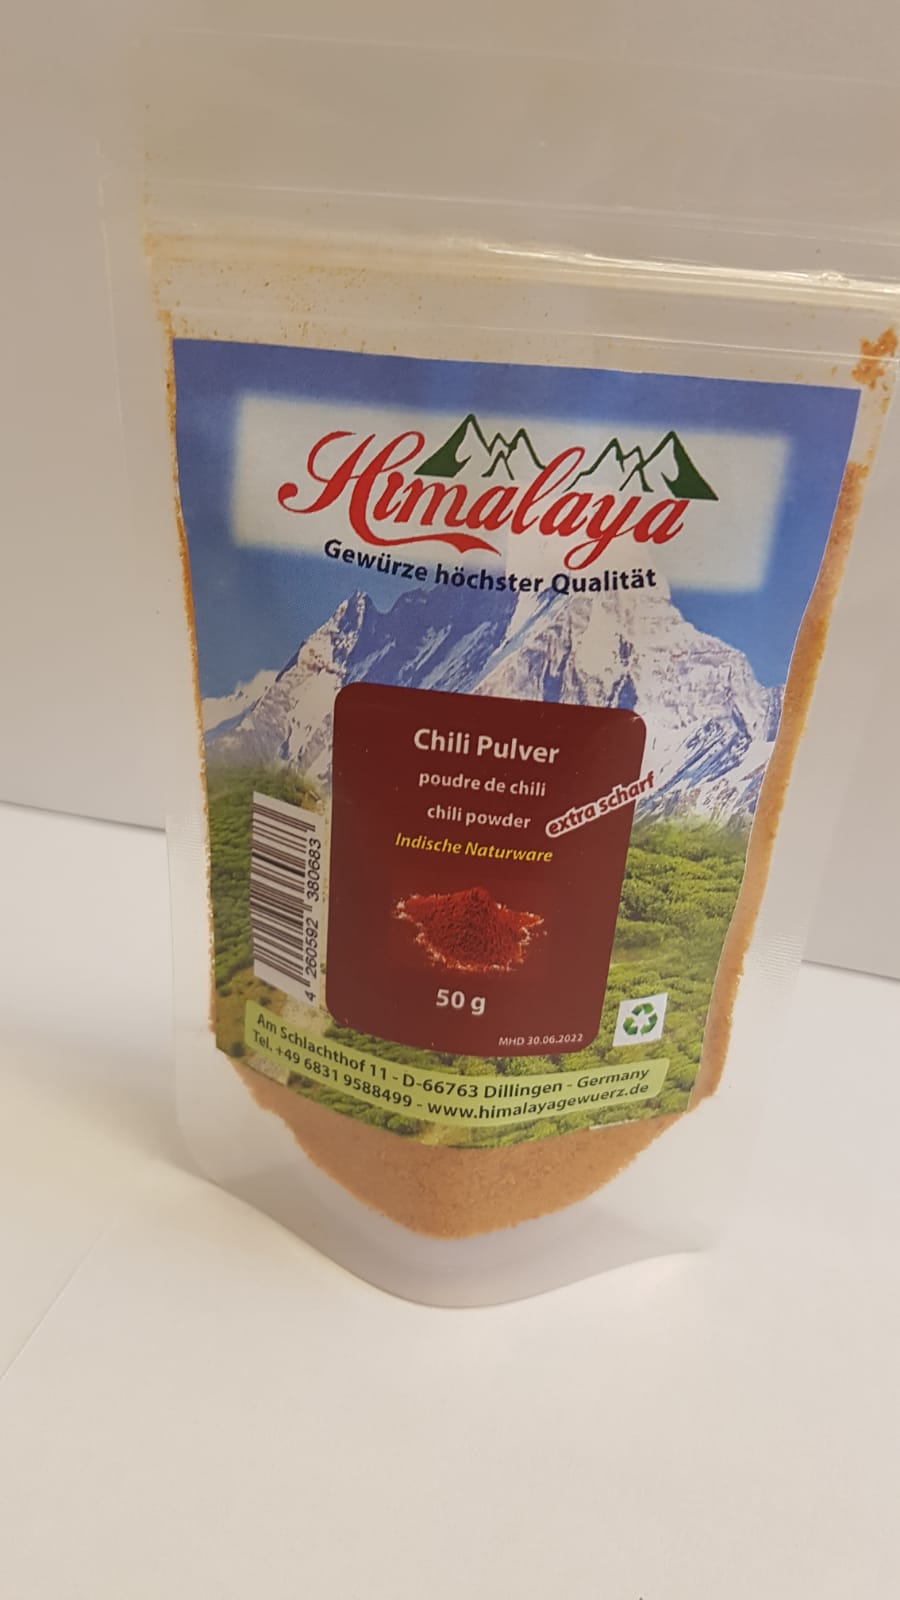 Himalaya
Gewürze höchster Qualität
Chili Pulver
poudre de chili
chili powder
extra scharf
Indische Naturware
50 g
MHD 30.06.2022
4 260592 380683
Am Schlachthof 11 - D-66763 Dillingen - Germany
Tel. +49 6831 9588499 - www.himalayagewuerz.de